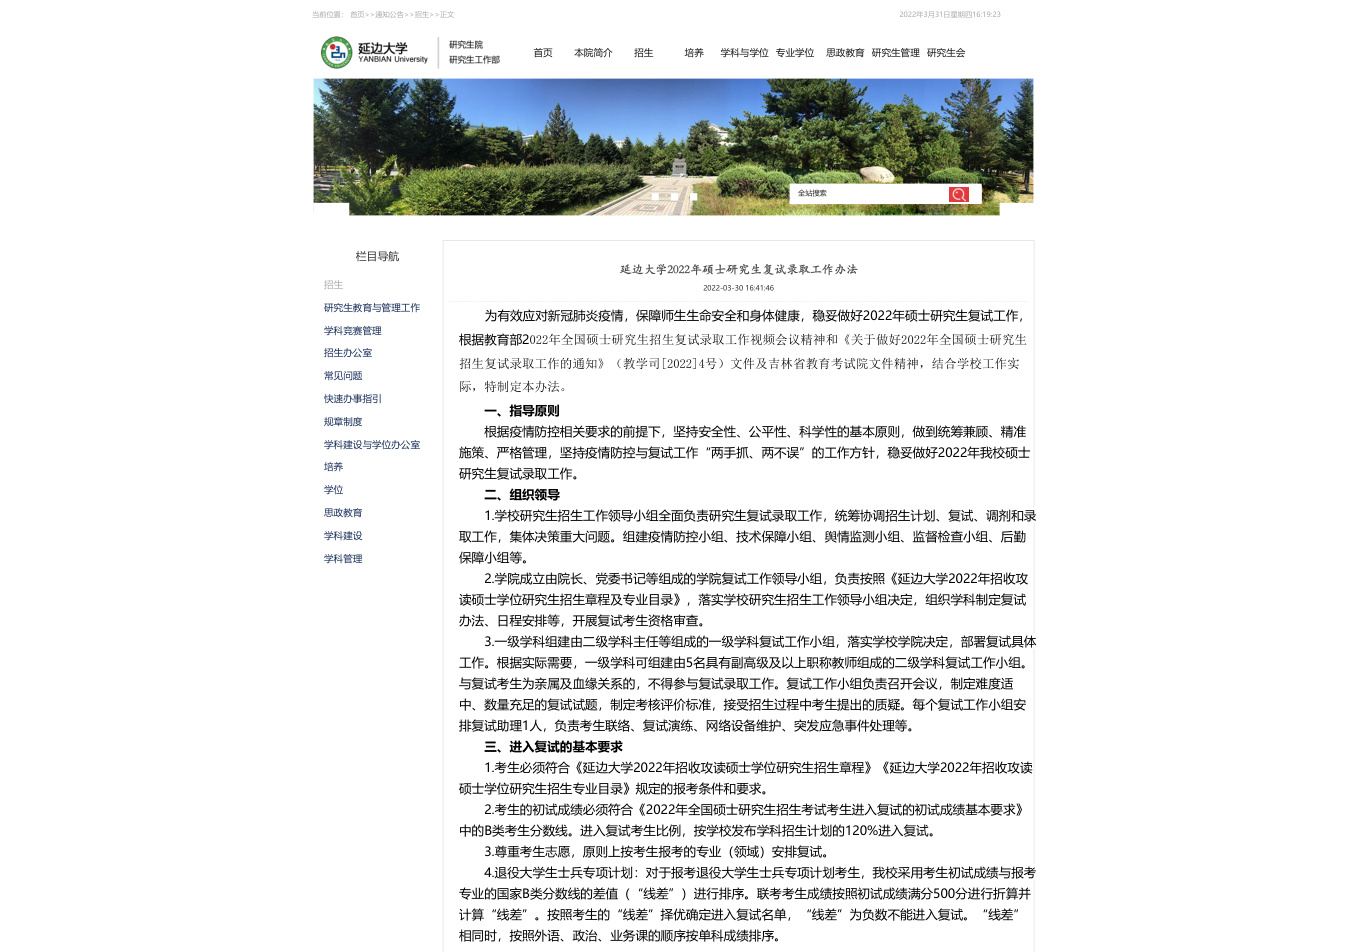 当前位置： 首页>>通知公告>>招生>>正文
2022年3月31日星期四16:19:23
延边大学
YANBIAN University
研究生院
研究生工作部
首页 本院简介 招生 培养 学科与学位 专业学位 思政教育 研究生管理 研究生会
全站搜索
栏目导航
招生
研究生教育与管理工作
学科竞赛管理
招生办公室
常见问题
快速办事指引
规章制度
学科建设与学位办公室
培养
学位
思政教育
学科建设
学科管理
延边大学2022年硕士研究生复试录取工作办法
2022-03-30 16:41:46
为有效应对新冠肺炎疫情，保障师生生命安全和身体健康，稳妥做好2022年硕士研究生复试工作，
根据教育部2022年全国硕士研究生招生复试录取工作视频会议精神和《关于做好2022年全国硕士研究生
招生复试录取工作的通知》（教学司[2022]4号）文件及吉林省教育考试院文件精神，结合学校工作实
际，特制定本办法。
一、指导原则
根据疫情防控相关要求的前提下，坚持安全性、公平性、科学性的基本原则，做到统筹兼顾、精准
施策、严格管理，坚持疫情防控与复试工作“两手抓、两不误”的工作方针，稳妥做好2022年我校硕士
研究生复试录取工作。
二、组织领导
1.学校研究生招生工作领导小组全面负责研究生复试录取工作，统筹协调招生计划、复试、调剂和录
取工作，集体决策重大问题。组建疫情防控小组、技术保障小组、舆情监测小组、监督检查小组、后勤
保障小组等。
2.学院成立由院长、党委书记等组成的学院复试工作领导小组，负责按照《延边大学2022年招收攻
读硕士学位研究生招生章程及专业目录》，落实学校研究生招生工作领导小组决定，组织学科制定复试
办法、日程安排等，开展复试考生资格审查。
3.一级学科组建由二级学科主任等组成的一级学科复试工作小组，落实学校学院决定，部署复试具体
工作。根据实际需要，一级学科可组建由5名具有副高级及以上职称教师组成的二级学科复试工作小组。
与复试考生为亲属及血缘关系的，不得参与复试录取工作。复试工作小组负责召开会议，制定难度适
中、数量充足的复试试题，制定考核评价标准，接受招生过程中考生提出的质疑。每个复试工作小组安
排复试助理1人，负责考生联络、复试演练、网络设备维护、突发应急事件处理等。
三、进入复试的基本要求
1.考生必须符合《延边大学2022年招收攻读硕士学位研究生招生章程》《延边大学2022年招收攻读
硕士学位研究生招生专业目录》规定的报考条件和要求。
2.考生的初试成绩必须符合《2022年全国硕士研究生招生考试考生进入复试的初试成绩基本要求》
中的B类考生分数线。进入复试考生比例，按学校发布学科招生计划的120%进入复试。
3.尊重考生志愿，原则上按考生报考的专业（领域）安排复试。
4.退役大学生士兵专项计划：对于报考退役大学生士兵专项计划考生，我校采用考生初试成绩与报考
专业的国家B类分数线的差值（“线差”）进行排序。联考考生成绩按照初试成绩满分500分进行折算并
计算“线差”。按照考生的“线差”择优确定进入复试名单，“线差”为负数不能进入复试。“线差”
相同时，按照外语、政治、业务课的顺序按单科成绩排序。